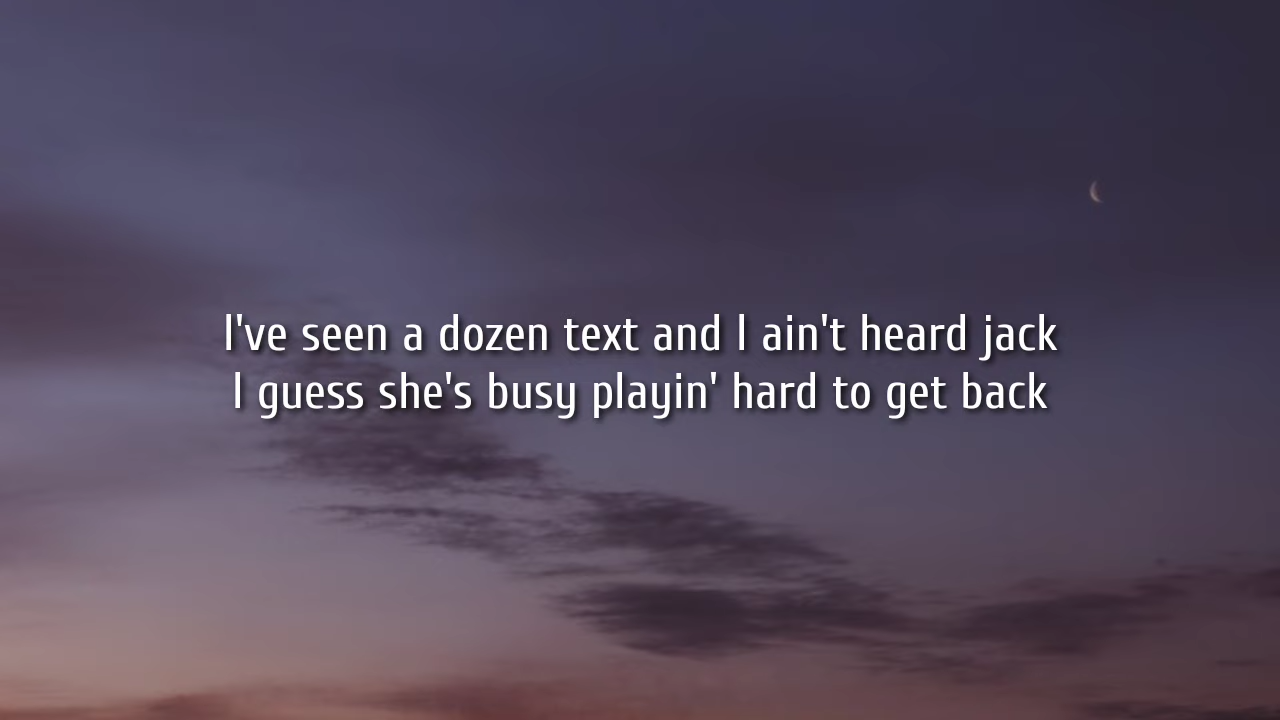 I've seen a dozen text and I ain't heard jack
I guess she's busy playin' hard to get back